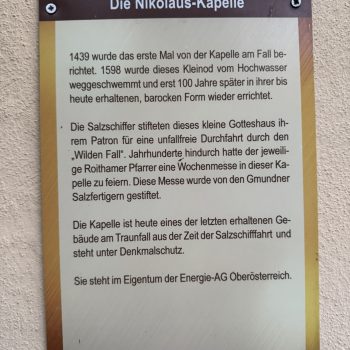 Die Nikolaus-Kapelle
1439 wurde das erste Mal von der Kapelle am Fall be-
richtet. 1598 wurde dieses Kleinod vom Hochwasser
weggeschwemmt und erst 100 Jahre später in ihrer bis
heute erhaltenen, barocken Form wieder errichtet.
Die Salzschiffer stifteten dieses kleine Gotteshaus ih-
rem Patron für eine unfallfreie Durchfahrt durch den
„Wilden Fall“. Jahrhunderte hindurch hatte der jeweili-
ge Roithamer Pfarrer eine Wochenmesse in dieser Ka-
pelle zu feiern. Diese Messe wurde von den Gmundner
Salzfertigern gestiftet.
Die Kapelle ist heute eines der letzten erhaltenen Ge-
bäude am Traunfall aus der Zeit der Salzschifffahrt und
steht unter Denkmalschutz.
Sie steht im Eigentum der Energie-AG Oberösterreich.